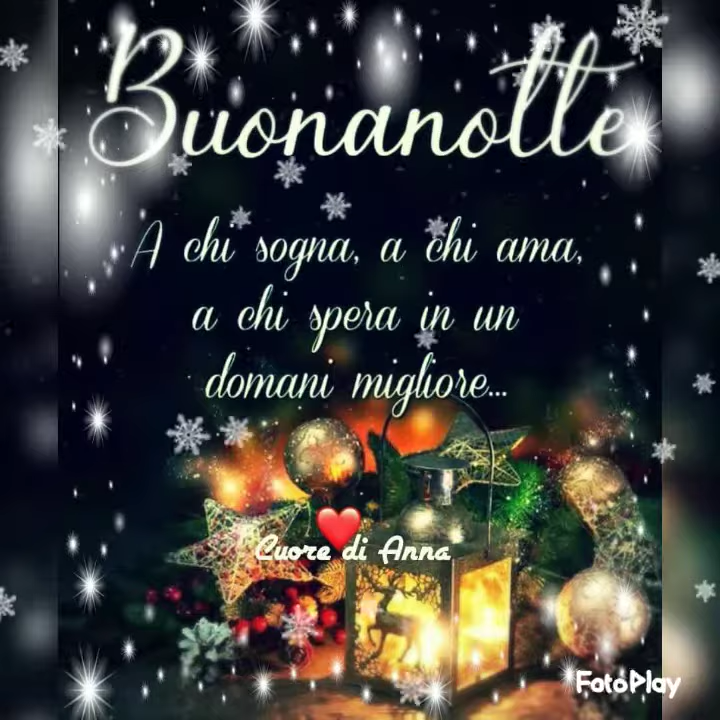 Buonanotte
A chi sogna, a chi ama,
a chi spera in un
domani migliore...
Cuore di Anna
FotoPlay